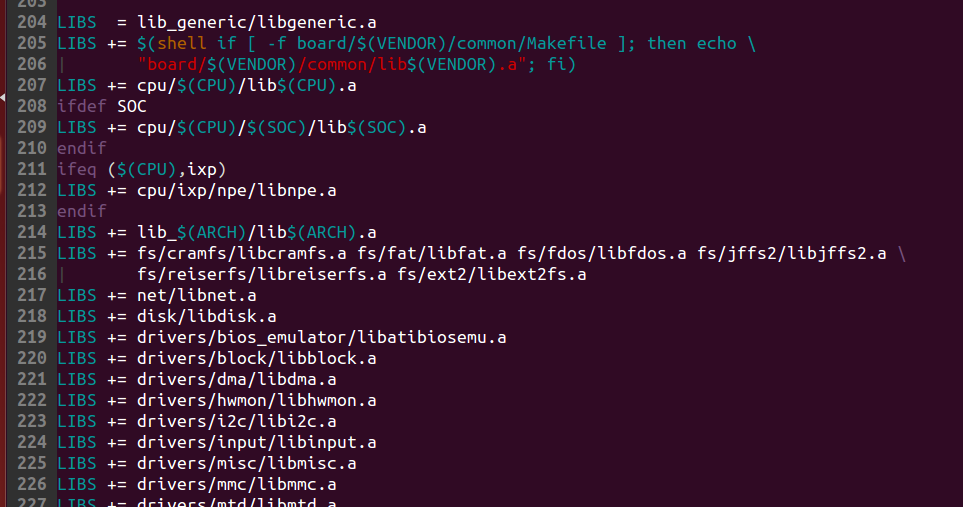 203
204 LIBS  = lib_generic/libgeneric.a
205 LIBS += $(shell if [ -f board/$(VENDOR)/common/Makefile ]; then echo \
206 |       "board/$(VENDOR)/common/lib$(VENDOR).a"; fi)
207 LIBS += cpu/$(CPU)/lib$(CPU).a
208 ifdef SOC
209 LIBS += cpu/$(CPU)/$(SOC)/lib$(SOC).a
210 endif
211 ifeq ($(CPU),ixp)
212 LIBS += cpu/ixp/npe/libnpe.a
213 endif
214 LIBS += lib_$(ARCH)/lib$(ARCH).a
215 LIBS += fs/cramfs/libcramfs.a fs/fat/libfat.a fs/fdos/libfdos.a fs/jffs2/libjffs2.a \
216 |       fs/reiserfs/libreiserfs.a fs/ext2/libext2fs.a
217 LIBS += net/libnet.a
218 LIBS += disk/libdisk.a
219 LIBS += drivers/bios_emulator/libatibiosemu.a
220 LIBS += drivers/block/libblock.a
221 LIBS += drivers/dma/libdma.a
222 LIBS += drivers/hwmon/libhwmon.a
223 LIBS += drivers/i2c/libi2c.a
224 LIBS += drivers/input/libinput.a
225 LIBS += drivers/misc/libmisc.a
226 LIBS += drivers/mmc/libmmc.a
227 LIBS += drivers/mtd/libmtd.a